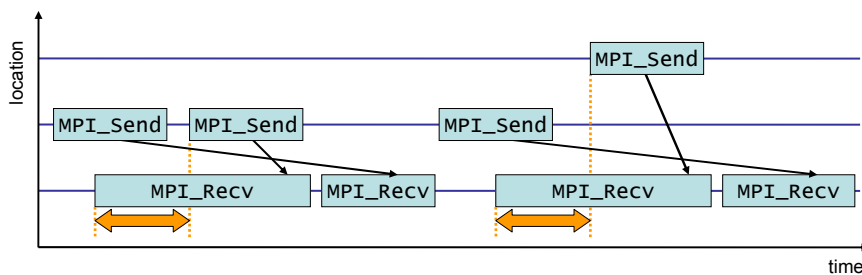 location
MPI_Send
MPI_Send MPI_Send MPI_Send
MPI_Recv MPI_Recv MPI_Recv MPI_Recv
time